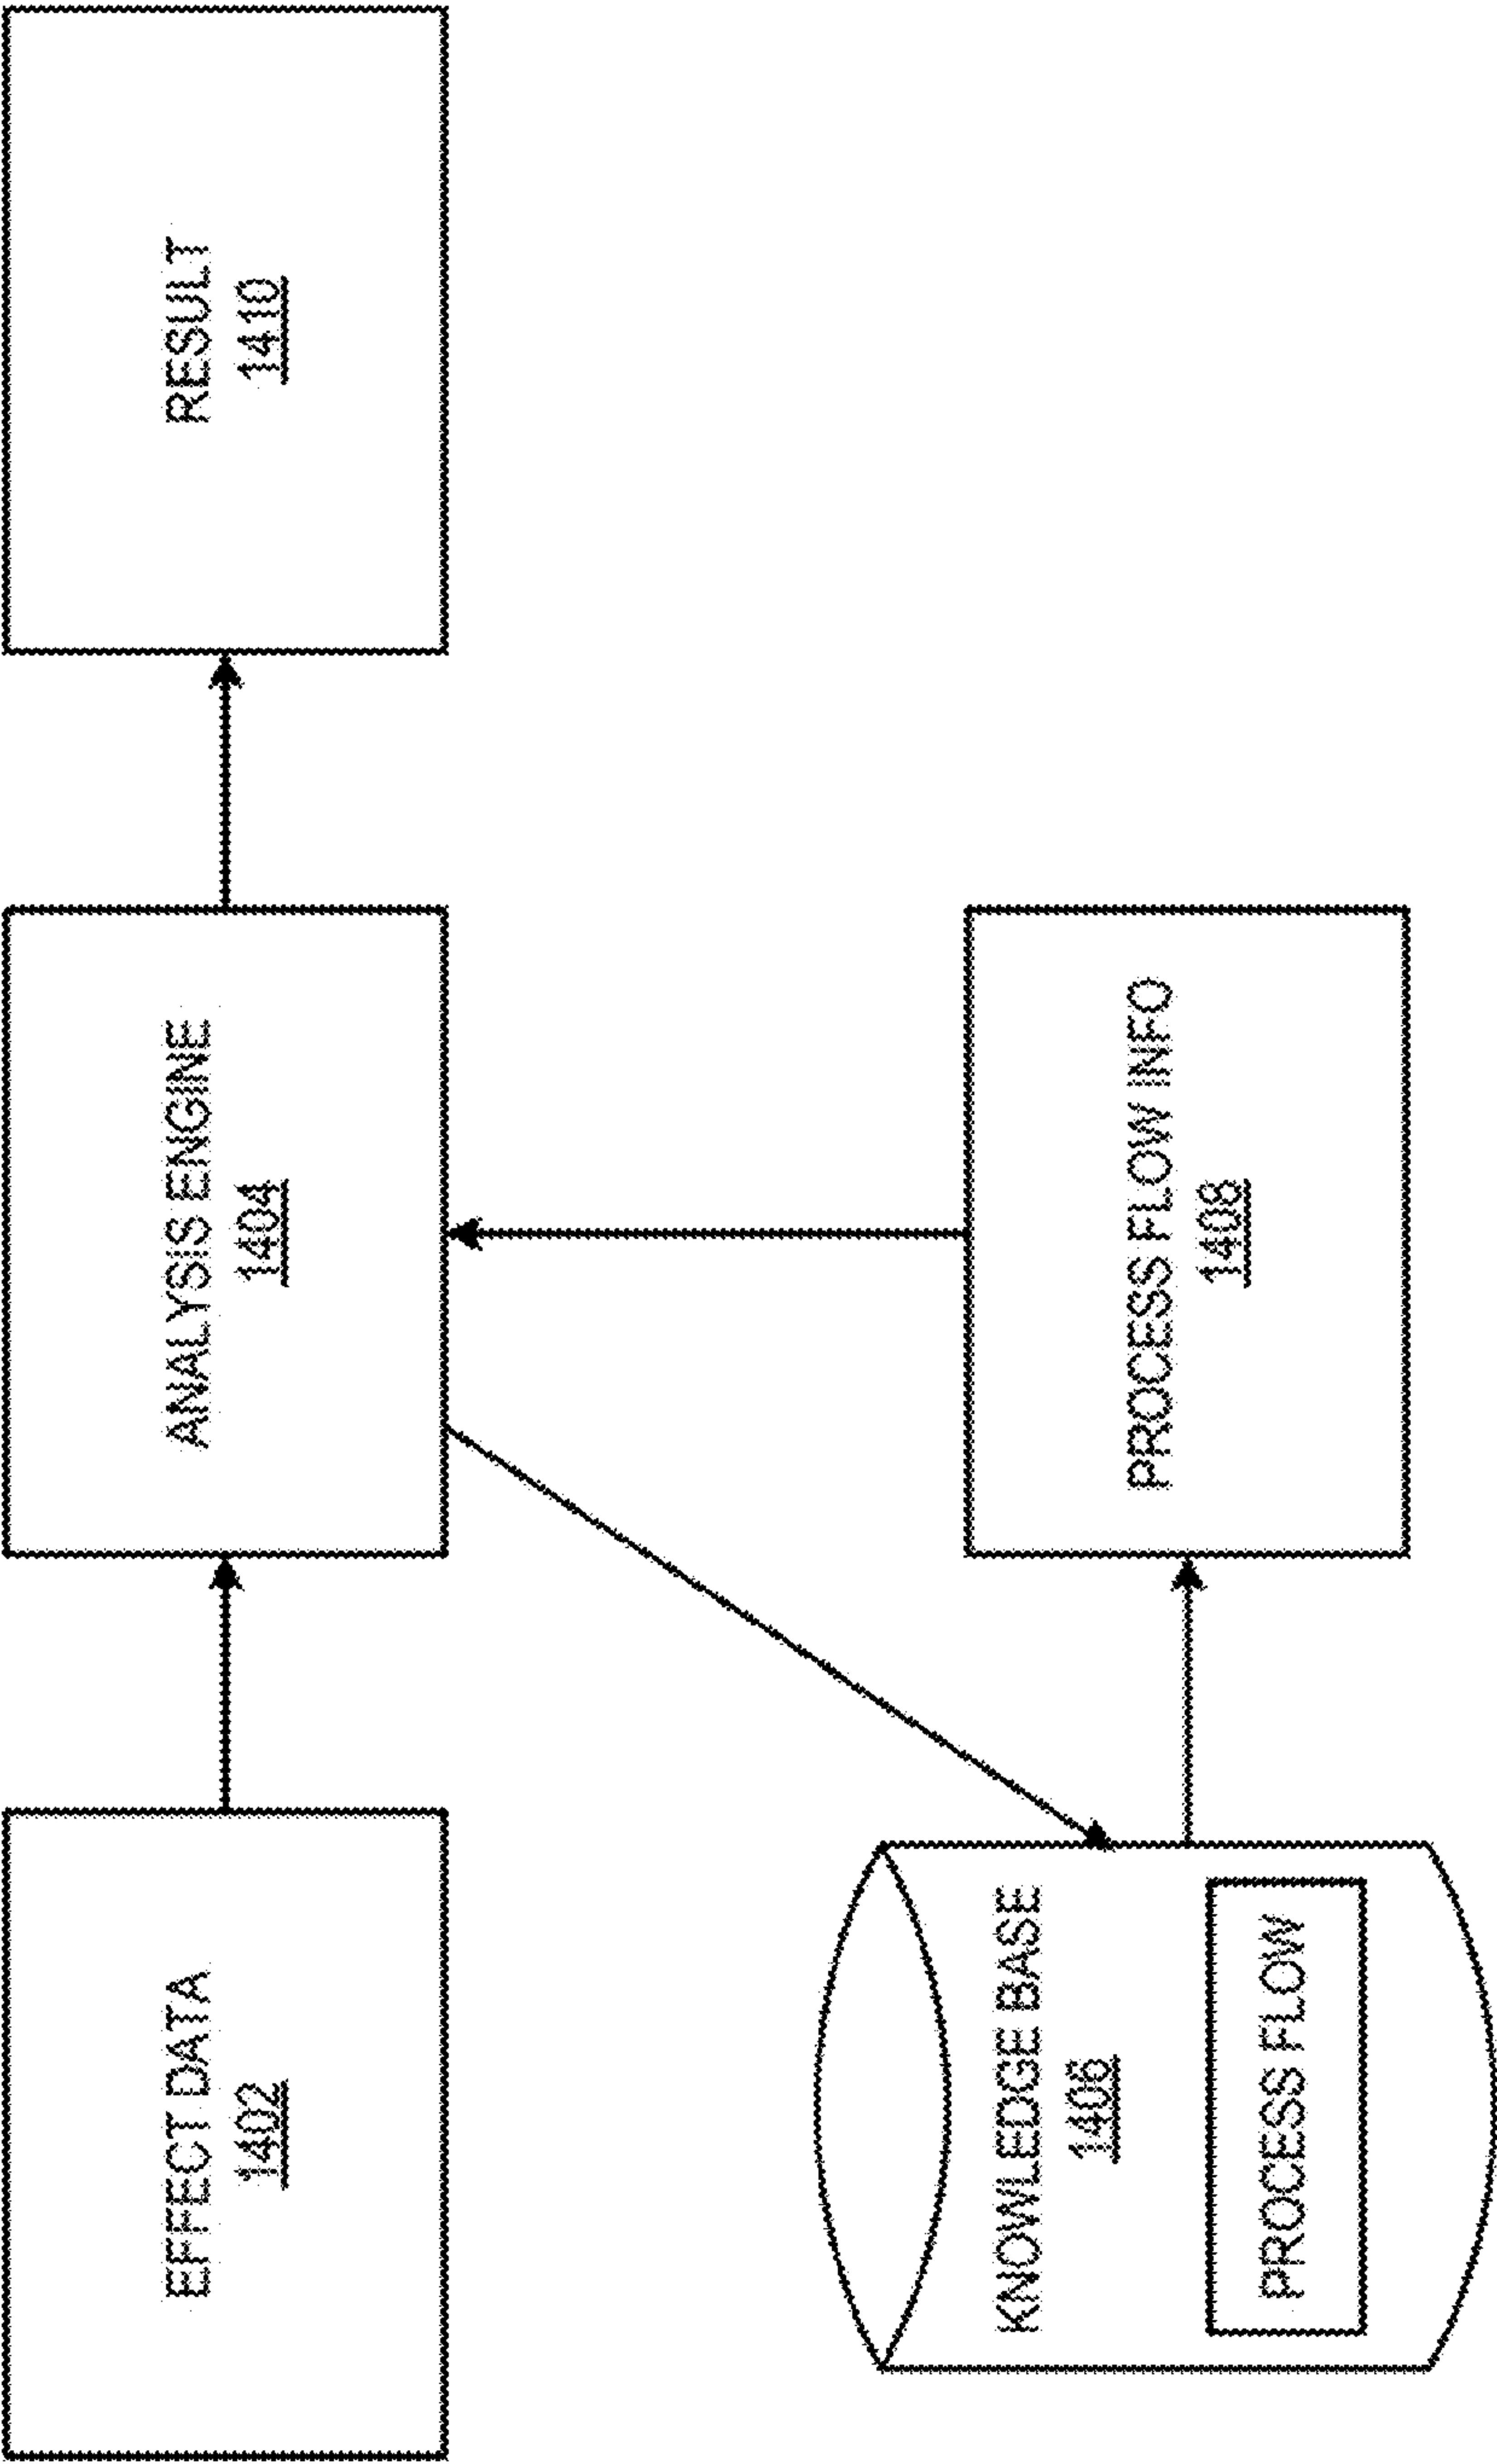 EFFECT DATA
1402
ANALYSIS ENGINE
1404
RESULT
1410
KNOWLEDGE BASE
1406
PROCESS FLOW
PROCESS FLOW INFO
1408